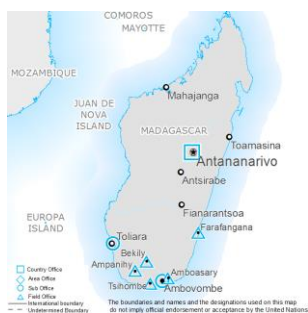 COMOROS
MAYOTTE
MOZAMBIQUE
JUAN DE
NOVA
ISLAND
Mahajanga
MADAGASCAR
Toamasina
Antananarivo
Antsirabe
Fianarantsoa
EUROPA
ISLAND
Farafangana
Toliara
Bekily
Ampanihy
Amboasary
Tsihombe
Ambovombe
Country Office
Area Office
Sub Office
Field Office
International boundary
Undetermined Boundary
The boundaries and names and the designations used on this map
do not imply official endorsement or acceptance by the United Nations